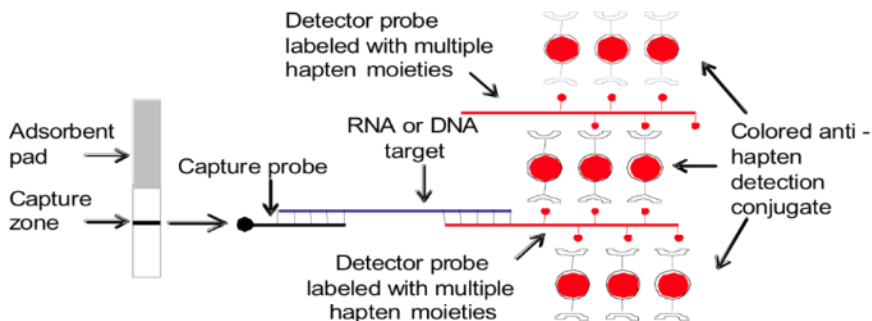 Detector probe
labeled with multiple
hapten moieties
RNA or DNA
target
Adsorbent
pad
Capture probe
Capture
zone
Colored anti -
hapten
detection
conjugate
Detector probe
labeled with multiple
hapten moieties